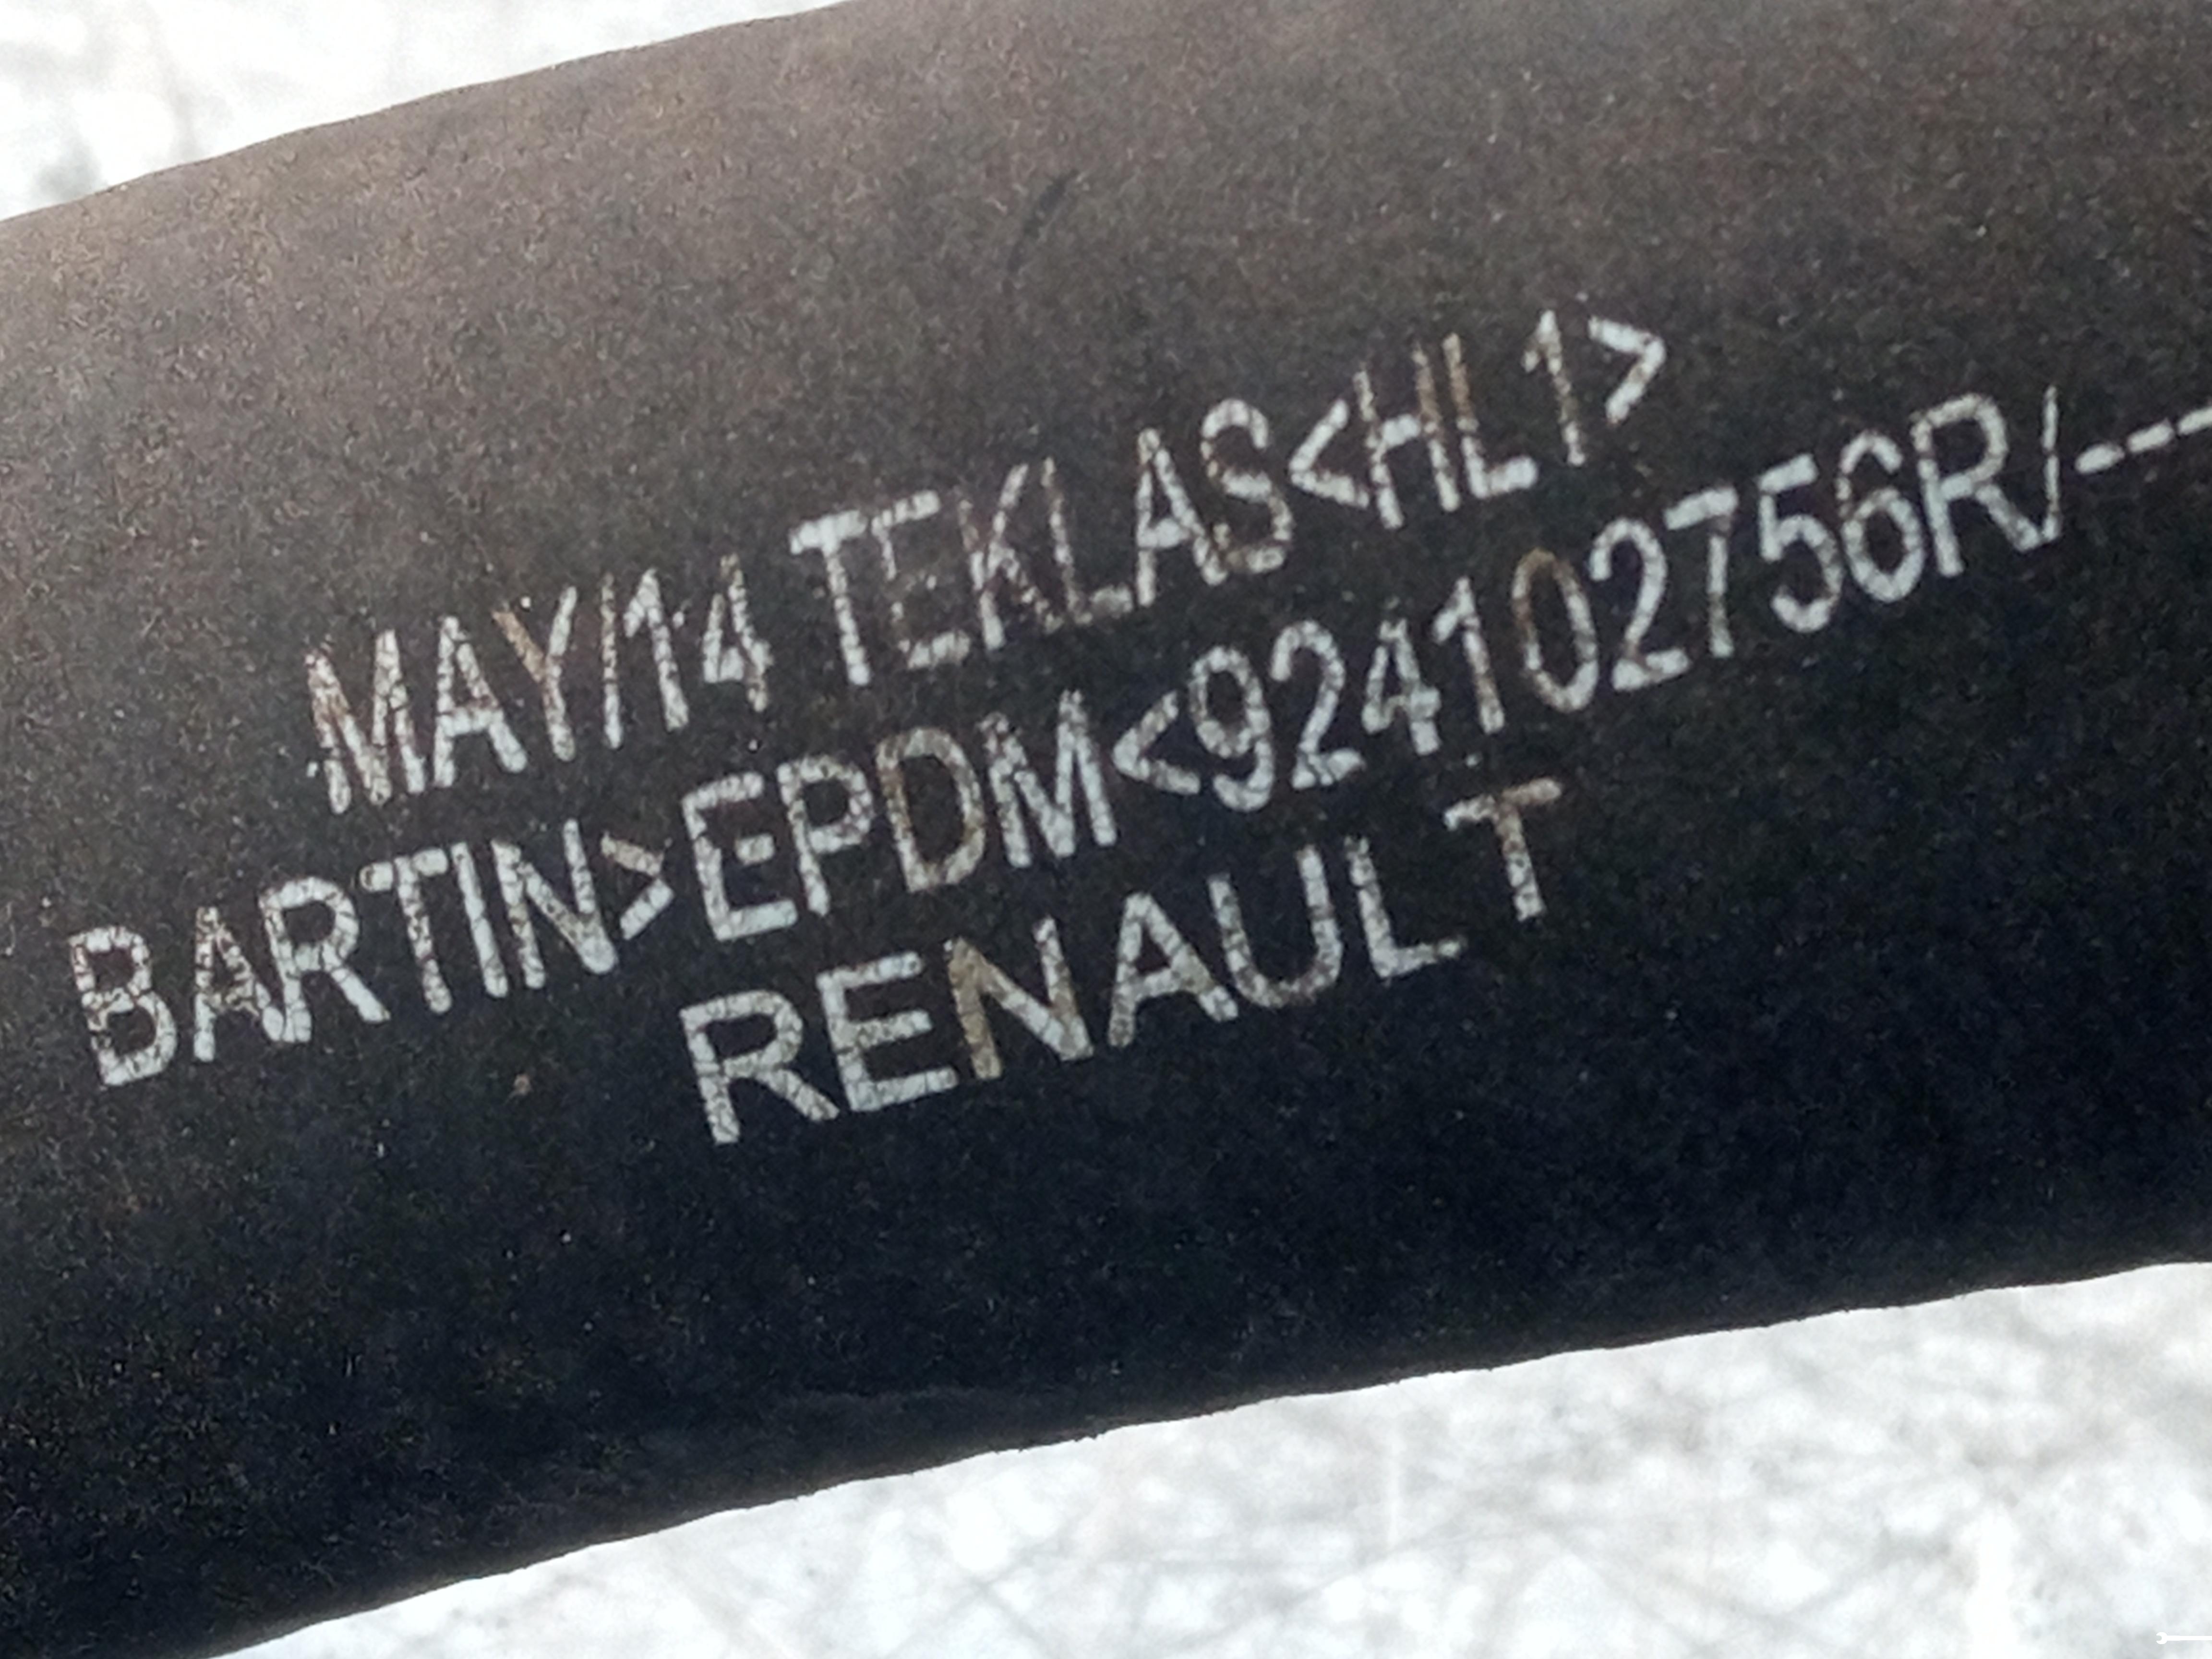 MAY/14 TEKLAS<HL1>
BARTIN>EPDM<924102756R/---
RENAULT